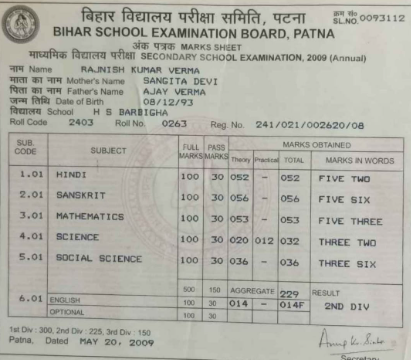 बिहार विद्यालय परीक्षा समिति, पटना क्रम सं०
SL.NO. 0093112
BIHAR SCHOOL EXAMINATION BOARD, PATNA
अंक पत्रक MARKS SHEET
माध्यमिक विद्यालय परीक्षा SECONDARY SCHOOL EXAMINATION, 2009 (Annual)
नाम Name RAJNISH KUMAR VERMA
माता का नाम Mother's Name SANGITA DEVI
पिता का नाम Father's Name AJAY VERMA
जन्म तिथि Date of Birth 08/12/93
विद्यालय School H S BARBIGHA
Roll Code 2403 Roll No. 0263 Reg. No. 241/021/002620/08
SUB. CODE SUBJECT FULL MARKS PASS MARKS MARKS OBTAINED
Theory Practical TOTAL MARKS IN WORDS
1.01 HINDI 100 30 052 - 052 FIVE TWO
2.01 SANSKRIT 100 30 056 - 056 FIVE SIX
3.01 MATHEMATICS 100 30 053 - 053 FIVE THREE
4.01 SCIENCE 100 30 020 012 032 THREE TWO
5.01 SOCIAL SCIENCE 100 30 036 - 036 THREE SIX
500 150 AGGREGATE 229 RESULT
6.01 ENGLISH 100 30 014 - 014F 2ND DIV
OPTIONAL 100 30
1st Div : 300, 2nd Div : 225, 3rd Div : 150
Patna, Dated MAY 20, 2009
Secretary